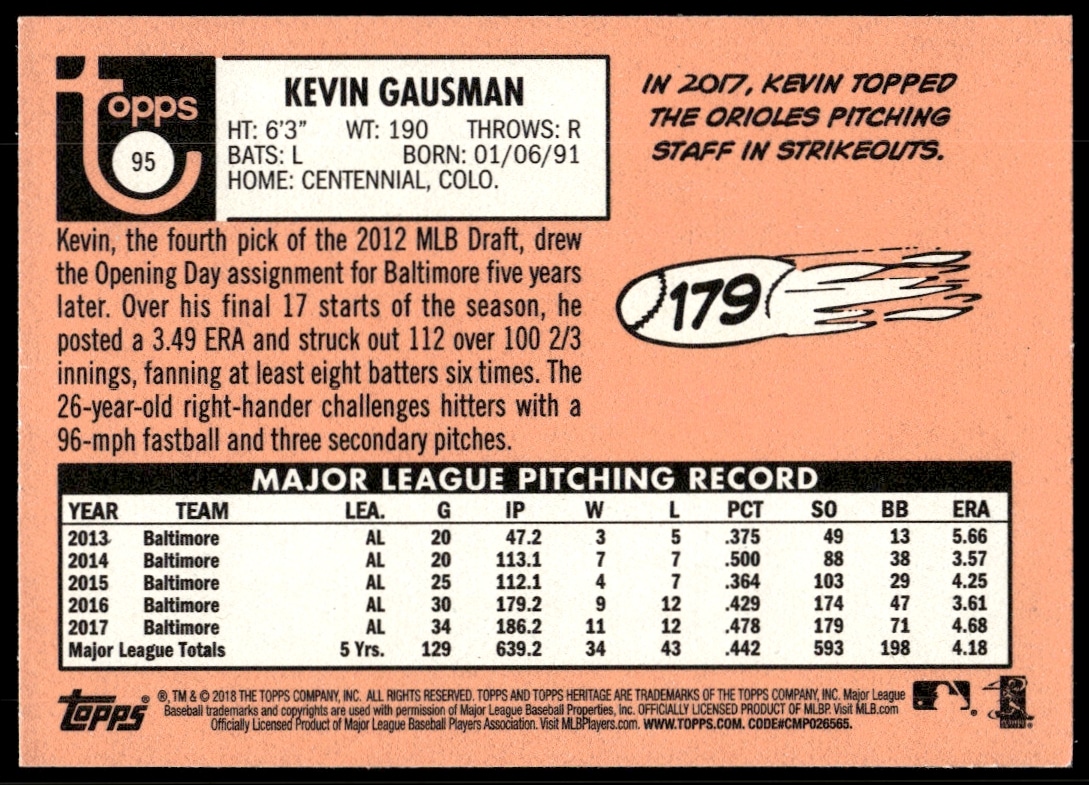 Topps
95
KEVIN GAUSMAN
HT: 6'3" WT: 190 THROWS: R
BATS: L BORN: 01/06/91
HOME: CENTENNIAL, COLO.
IN 2017, KEVIN TOPPED
THE ORIOLES PITCHING
STAFF IN STRIKEOUTS.
179
Kevin, the fourth pick of the 2012 MLB Draft, drew
the Opening Day assignment for Baltimore five years
later. Over his final 17 starts of the season, he
posted a 3.49 ERA and struck out 112 over 100 2/3
innings, fanning at least eight batters six times. The
26-year-old right-hander challenges hitters with a
96-mph fastball and three secondary pitches.
MAJOR LEAGUE PITCHING RECORD
YEAR TEAM LEA. G IP W L PCT SO BB ERA
2013 Baltimore AL 20 47.2 3 5 .375 49 13 5.66
2014 Baltimore AL 20 113.1 7 7 .500 88 38 3.57
2015 Baltimore AL 25 112.1 4 7 .364 103 29 4.25
2016 Baltimore AL 30 179.2 9 12 .429 174 47 3.61
2017 Baltimore AL 34 186.2 11 12 .478 179 71 4.68
Major League Totals 5 Yrs. 129 639.2 34 43 .442 593 198 4.18
Topps® ®, TM & © 2018 THE TOPPS COMPANY, INC. ALL RIGHTS RESERVED. TOPPS AND TOPPS HERITAGE ARE TRADEMARKS OF THE TOPPS COMPANY, INC. Major League
Baseball trademarks and copyrights are used with permission of Major League Baseball Properties, Inc. OFFICIALLY LICENSED PRODUCT OF MLBP. Visit MLB.com
Officially Licensed Product of Major League Baseball Players Association. Visit MLBPlayers.com. WWW.TOPPS.COM. CODE#CMP026565.